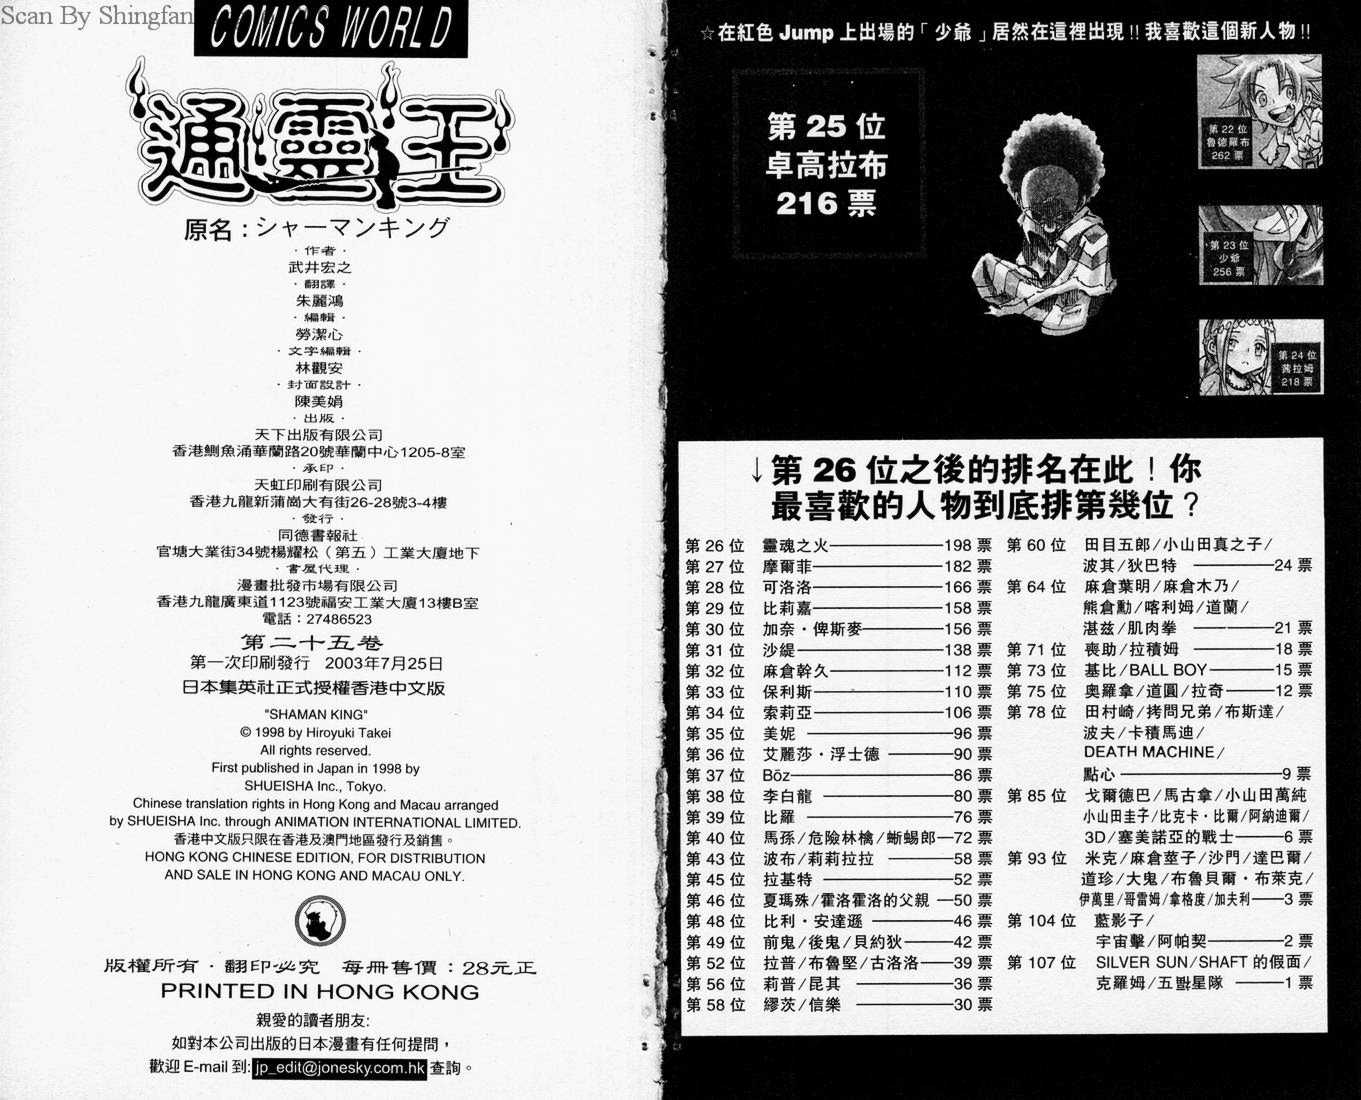 Scan By Shingfan
COMICS WORLD
通靈王
原名：シャーマンキング
·作者·
武井宏之
·翻譯·
朱麗鴻
·編輯·
勞潔心
·文字編輯·
林觀安
·封面設計·
陳美娟
·出版·
天下出版有限公司
香港鰂魚涌華蘭路20號華蘭中心1205-8室
·承印·
天虹印刷有限公司
香港九龍新蒲崗大有街26-28號3-4樓
·發行·
同德書報社
官塘大業街34號楊耀松（第五）工業大廈地下
·書屋代理·
漫畫批發市場有限公司
香港九龍廣東道1123號福安工業大廈13樓B室
電話：27486523
第二十五卷
第一次印刷發行 2003年7月25日
日本集英社正式授權香港中文版
"SHAMAN KING"
© 1998 by Hiroyuki Takei
All rights reserved.
First published in Japan in 1998 by
SHUEISHA Inc., Tokyo.
Chinese translation rights in Hong Kong and Macau arranged
by SHUEISHA Inc. through ANIMATION INTERNATIONAL LIMITED.
香港中文版只限在香港及澳門地區發行及銷售。
HONG KONG CHINESE EDITION, FOR DISTRIBUTION
AND SALE IN HONG KONG AND MACAU ONLY.
版權所有·翻印必究 每冊售價：28元正
PRINTED IN HONG KONG
親愛的讀者朋友:
如對本公司出版的日本漫畫有任何提問，
歡迎 E-mail 到: jp_edit@jonesky.com.hk 查詢。
☆在紅色 Jump 上出場的「少爺」居然在這裡出現!! 我喜歡這個新人物!!
第 25 位
卓高拉布
216 票
第 22 位
魯德羅布
262 票
第 23 位
少爺
256 票
第 24 位
茜拉姆
218 票
↓第 26 位之後的排名在此！你
最喜歡的人物到底排第幾位？
第 26 位 靈魂之火 198 票
第 27 位 摩爾菲 182 票
第 28 位 可洛洛 166 票
第 29 位 比莉嘉 158 票
第 30 位 加奈·俾斯麥 156 票
第 31 位 沙緹 138 票
第 32 位 麻倉幹久 112 票
第 33 位 保利斯 110 票
第 34 位 索莉亞 106 票
第 35 位 美妮 96 票
第 36 位 艾麗莎·浮士德 90 票
第 37 位 Bōz 86 票
第 38 位 李白龍 80 票
第 39 位 比羅 76 票
第 40 位 馬孫/危險林檎/蜥蜴郎 72 票
第 43 位 波布/莉莉拉拉 58 票
第 45 位 拉基特 52 票
第 46 位 夏瑪殊/霍洛霍洛的父親 50 票
第 48 位 比利·安達遜 46 票
第 49 位 前鬼/後鬼/貝約狄 42 票
第 52 位 拉普/布魯堅/古洛洛 39 票
第 56 位 莉普/昆其 36 票
第 58 位 繆茨/信樂 30 票
第 60 位 田目五郎/小山田真之子/
波其/狄巴特 24 票
第 64 位 麻倉葉明/麻倉木乃/
熊倉勳/喀利姆/道蘭/
湛玆/肌肉拳 21 票
第 71 位 喪助/拉積姆 18 票
第 73 位 基比/BALL BOY 15 票
第 75 位 奧羅拿/道圓/拉奇 12 票
第 78 位 田村崎/拷問兄弟/布斯達/
波夫/卡積馬迪/
DEATH MACHINE/
點心 9 票
第 85 位 戈爾德巴/馬古拿/小山田萬純
小山田圭子/比克卡·比爾/阿納迪爾/
3D/塞美諾亞的戰士 6 票
第 93 位 米克/麻倉莖子/沙門/達巴爾/
道珍/大鬼/布魯貝爾·布萊克/
伊萬里/哥雷姆/拿格度/加夫利 3 票
第 104 位 藍影子/
宇宙擊/阿帕契 2 票
第 107 位 SILVER SUN/SHAFT 的假面/
克羅姆/五星隊 1 票